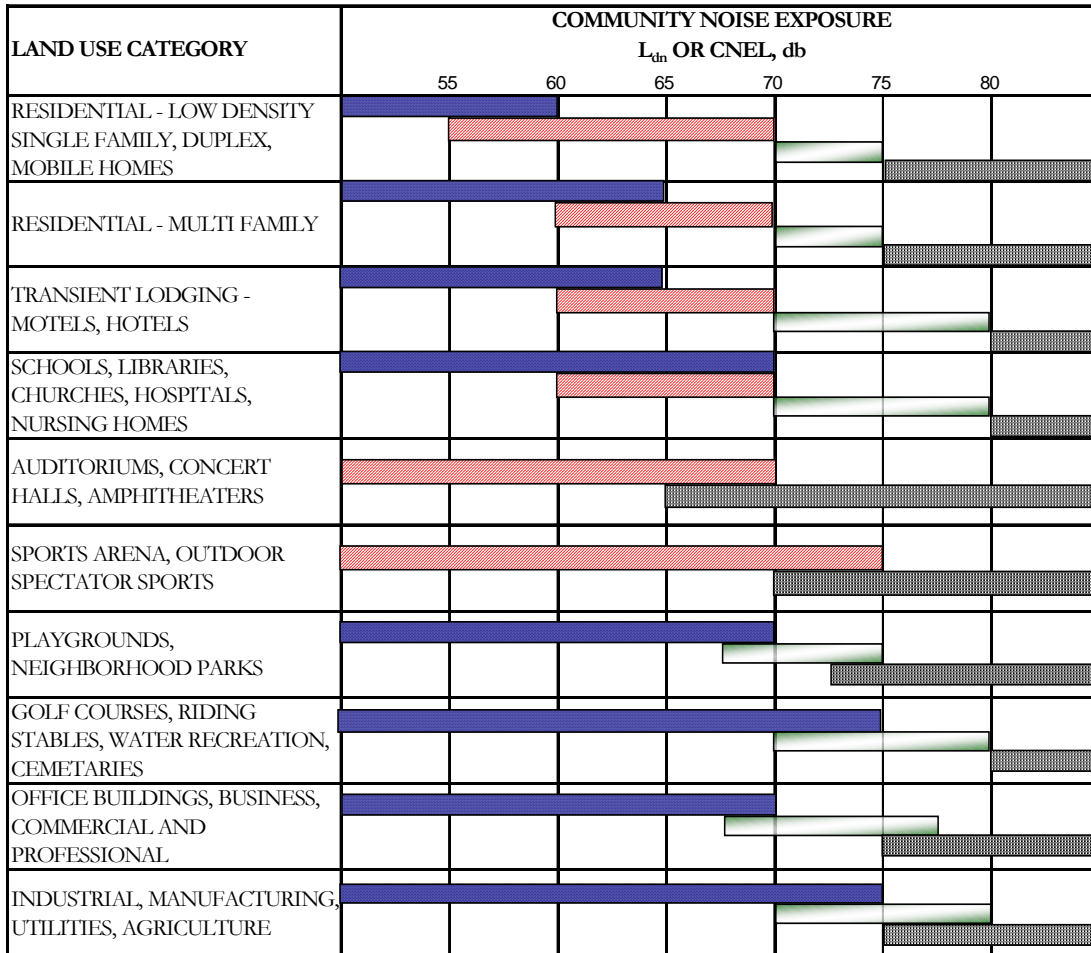 LAND USE CATEGORY
COMMUNITY NOISE EXPOSURE
Ldn OR CNEL, db
55 60 65 70 75 80
RESIDENTIAL - LOW DENSITY
SINGLE FAMILY, DUPLEX,
MOBILE HOMES
RESIDENTIAL - MULTI FAMILY
TRANSIENT LODGING -
MOTELS, HOTELS
SCHOOLS, LIBRARIES,
CHURCHES, HOSPITALS,
NURSING HOMES
AUDITORIUMS, CONCERT
HALLS, AMPHITHEATERS
SPORTS ARENA, OUTDOOR
SPECTATOR SPORTS
PLAYGROUNDS,
NEIGHBORHOOD PARKS
GOLF COURSES, RIDING
STABLES, WATER RECREATION,
CEMETARIES
OFFICE BUILDINGS, BUSINESS,
COMMERCIAL AND
PROFESSIONAL
INDUSTRIAL, MANUFACTURING,
UTILITIES, AGRICULTURE